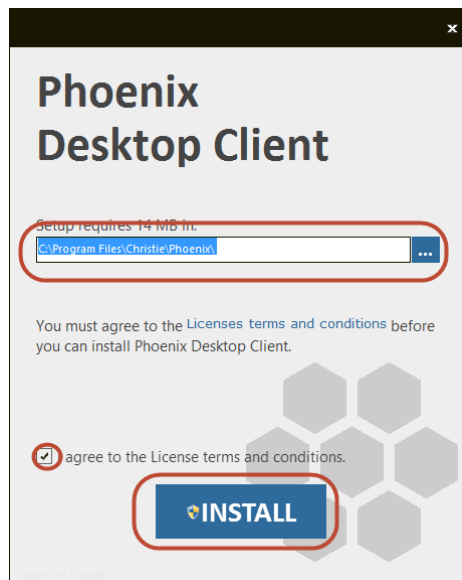 x
Phoenix
Desktop Client
Setup requires 14 MB in:
C:\Program Files\Christie\Phoenix\
...
You must agree to the Licenses terms and conditions before
you can install Phoenix Desktop Client.
agree to the License terms and conditions.
INSTALL